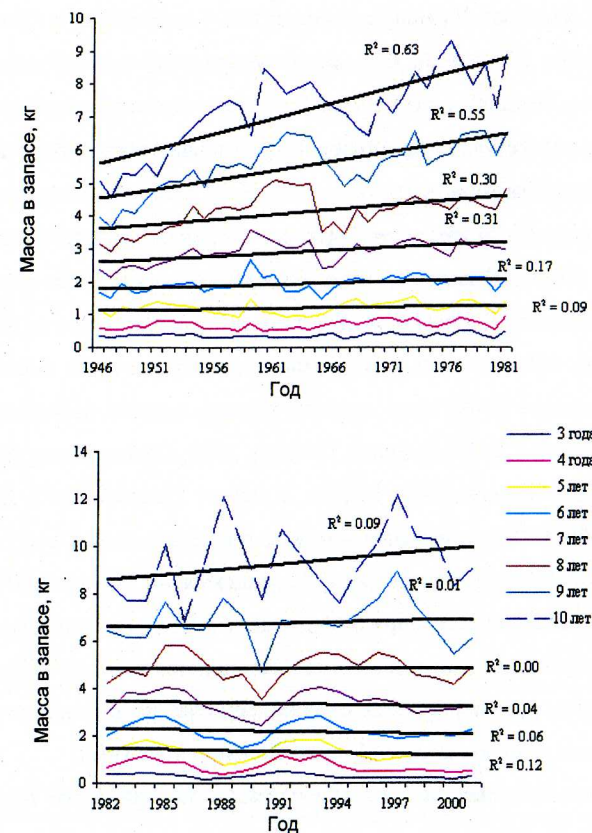 Масса в запасе, кг
10
9
8
7
6
5
4
3
2
1
0
R² = 0.63
R² = 0.55
R² = 0.30
R² = 0.31
R² = 0.17
R² = 0.09
1946 1951 1956 1961 1966 1971 1976 1981
Год
Масса в запасе, кг
14
12
10
8
6
4
2
0
R² = 0.09
R² = 0.01
R² = 0.00
R² = 0.04
R² = 0.06
R² = 0.12
1982 1985 1988 1991 1994 1997 2000
Год
3 года
4 года
5 лет
6 лет
7 лет
8 лет
9 лет
10 лет